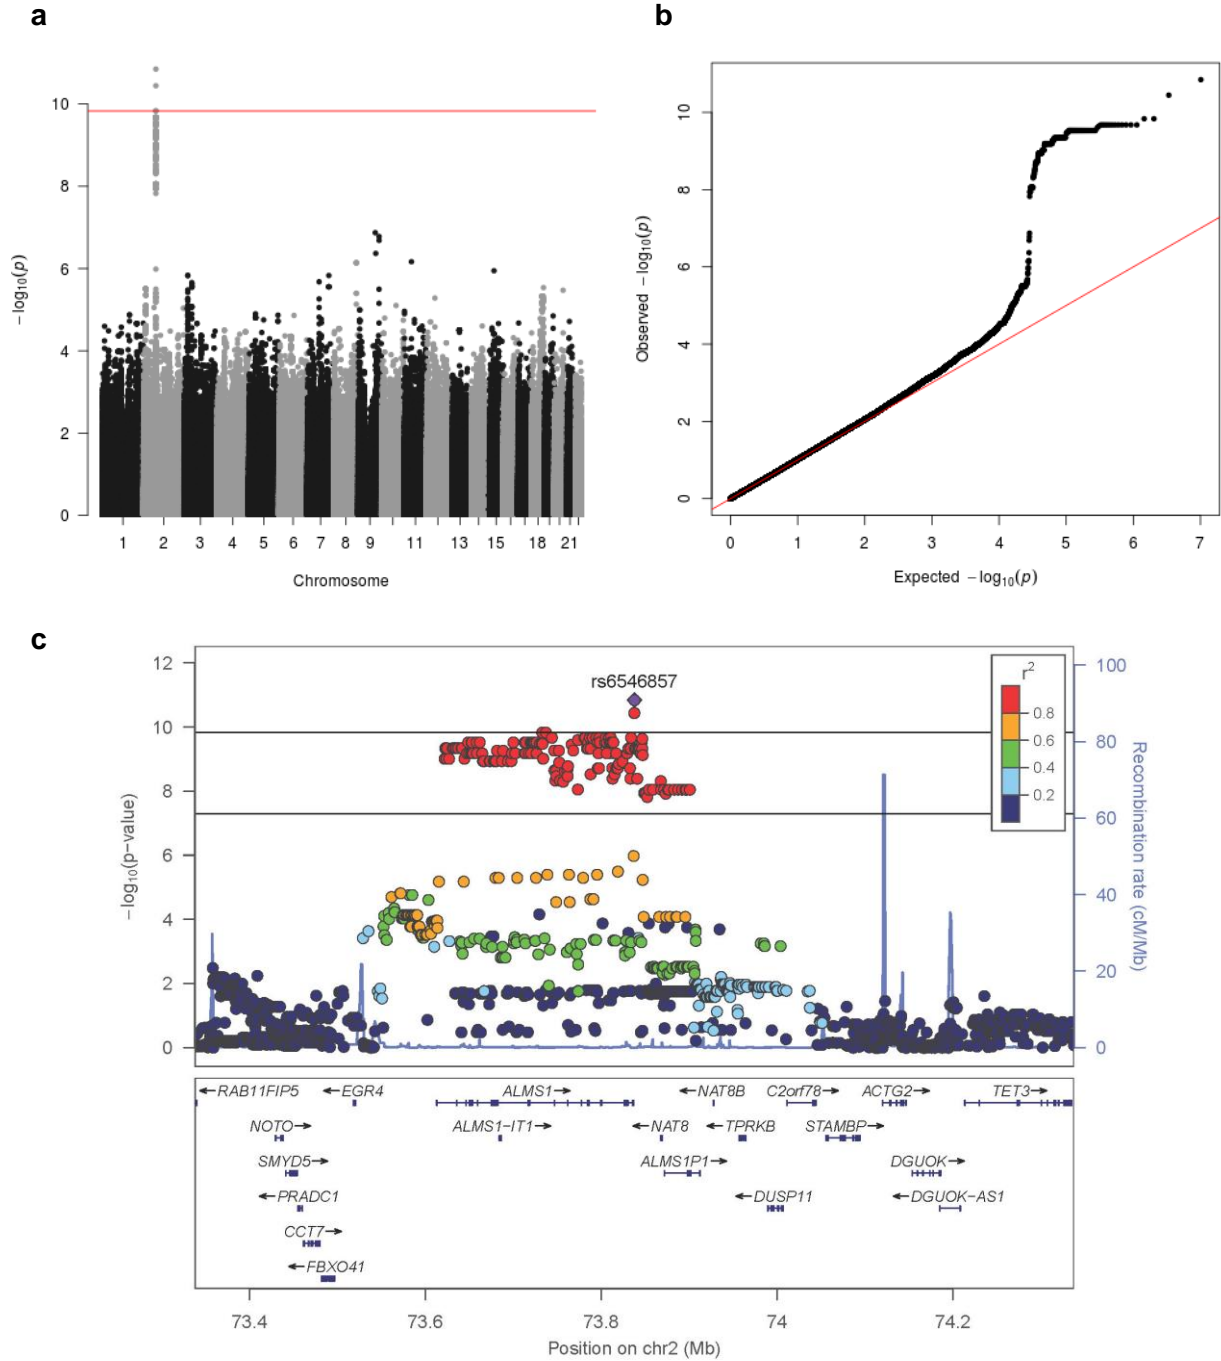 a
10
8
6
4
2
0
−log10(p)
1 2 3 4 5 6 7 8 9 11 13 15 18 21
Chromosome
b
10
8
6
4
2
0
Observed −log10(p)
0 1 2 3 4 5 6 7
Expected −log10(p)
c
12
10
8
6
4
2
0
−log10(p−value)
rs6546857
r2
0.8
0.6
0.4
0.2
100
80
60
40
20
0
Recombination rate (cM/Mb)
←RAB11FIP5 ←EGR4 ALMS1→ ←NAT8B C2orf78→ ACTG2→ TET3→
NOTO→ ALMS1−IT1→ ←NAT8 ←TPRKB STAMBP→
SMYD5→ ALMS1P1→ DGUOK→
←PRADC1 ←DUSP11 ←DGUOK−AS1
CCT7→
←FBXO41
73.4 73.6 73.8 74 74.2
Position on chr2 (Mb)